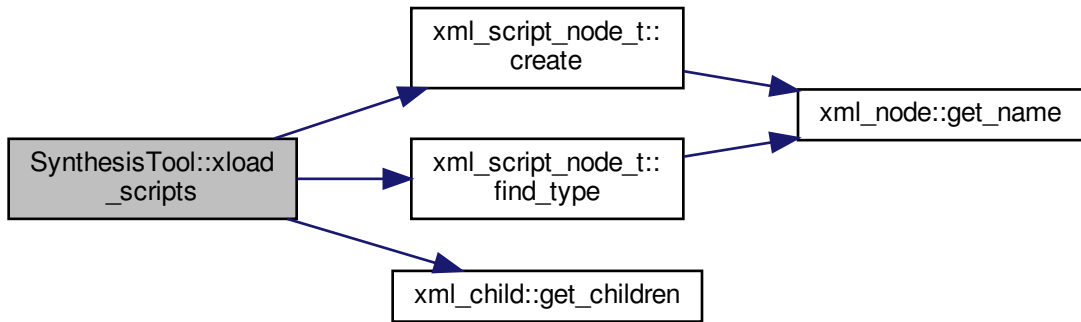 SynthesisTool::xload
_scripts
xml_script_node_t::
create
xml_script_node_t::
find_type
xml_child::get_children
xml_node::get_name